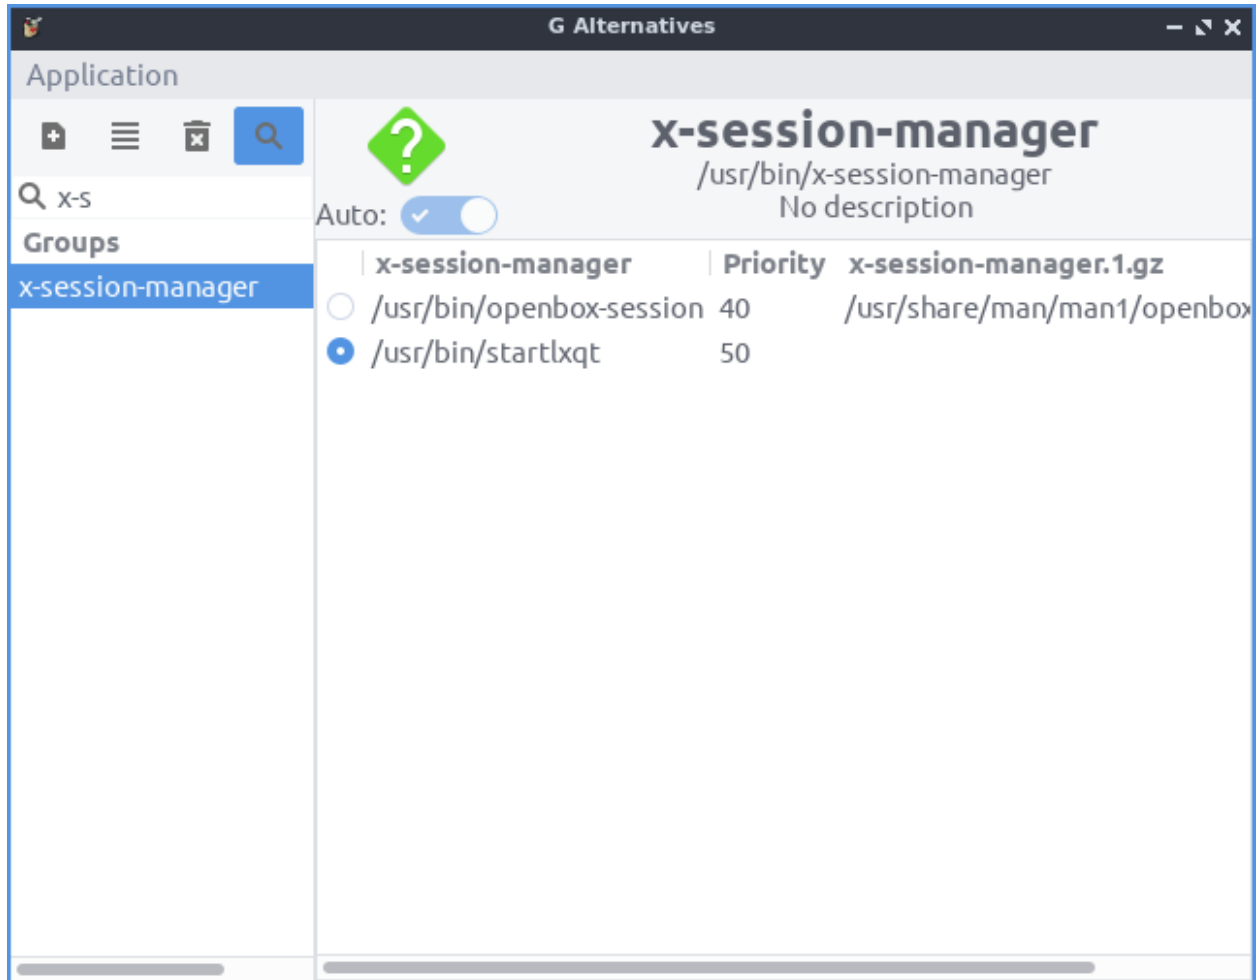 G Alternatives
Application
x-session-manager
/usr/bin/x-session-manager
No description
Auto:
x-s
Groups
x-session-manager
x-session-manager Priority x-session-manager.1.gz
/usr/bin/openbox-session 40 /usr/share/man/man1/openbox
/usr/bin/startlxqt 50